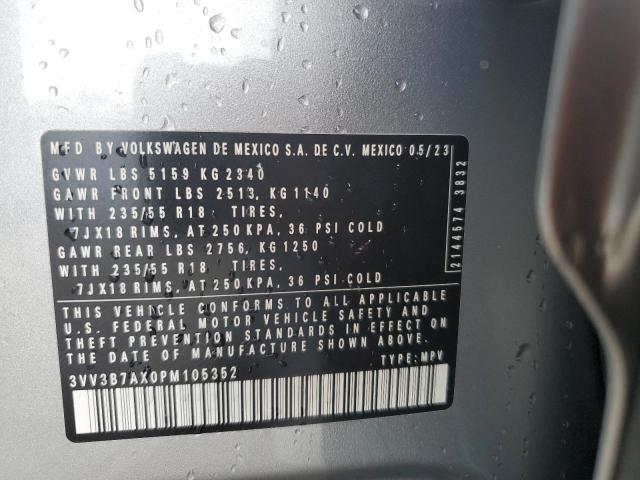 MFD BY VOLKSWAGEN DE MEXICO S.A. DE C.V. MEXICO 05/23
GVWR LBS 5159 KG 2340
GAWR FRONT LBS 2513, KG 1140
WITH 235/55 R18 TIRES,
7JX18 RIMS, AT 250 KPA, 36 PSI COLD
GAWR REAR LBS 2756, KG 1250
WITH 235/55 R18 TIRES,
7JX18 RIMS, AT 250 KPA, 36 PSI COLD
THIS VEHICLE CONFORMS TO ALL APPLICABLE
U.S. FEDERAL MOTOR VEHICLE SAFETY AND
THEFT PREVENTION STANDARDS IN EFFECT ON
THE DATE OF MANUFACTURE SHOWN ABOVE.
3VV3B7AX0PM105352 TYPE: MPV
2144574 3832